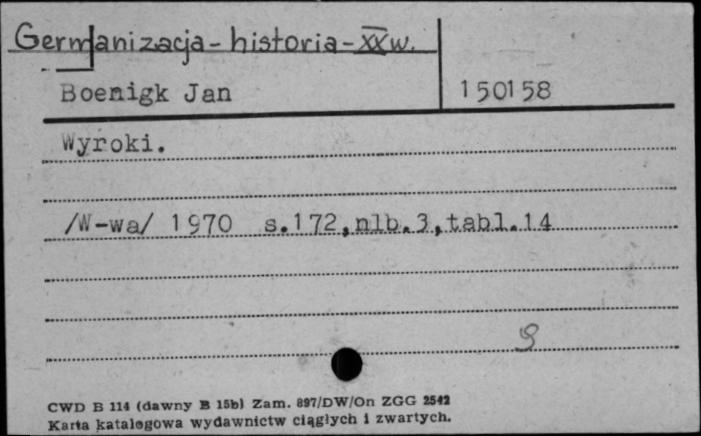 Germanizacja - historia - XX w.
Boenigk Jan 150158
Wyroki.
/W-wa/ 1970 s.172,nlb.3,tabl.14
CWD B 114 (dawny B 15b) Zam. 897/DW/On ZGG 2542
Karta katalogowa wydawnictw ciągłych i zwartych.